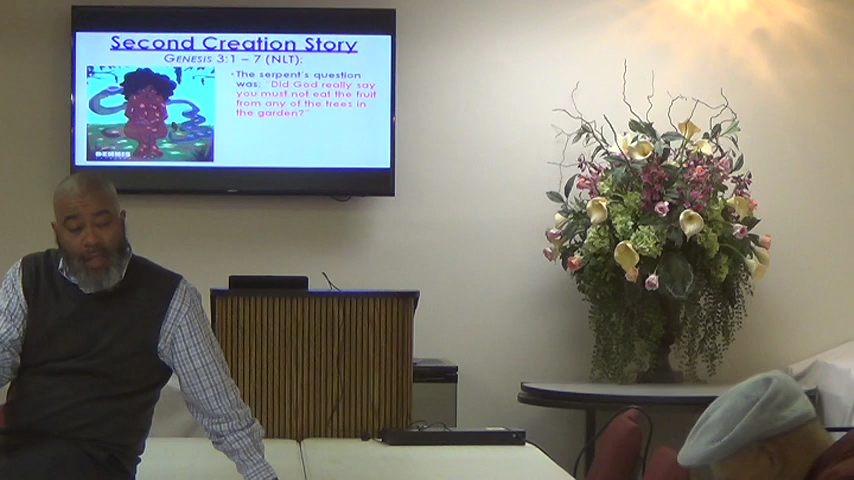 Second Creation Story
Genesis 3:1 – 7 (NLT):
• The serpent's question
was; "Did God really say
you must not eat the fruit
from any of the trees in
the garden?"
DENNIS